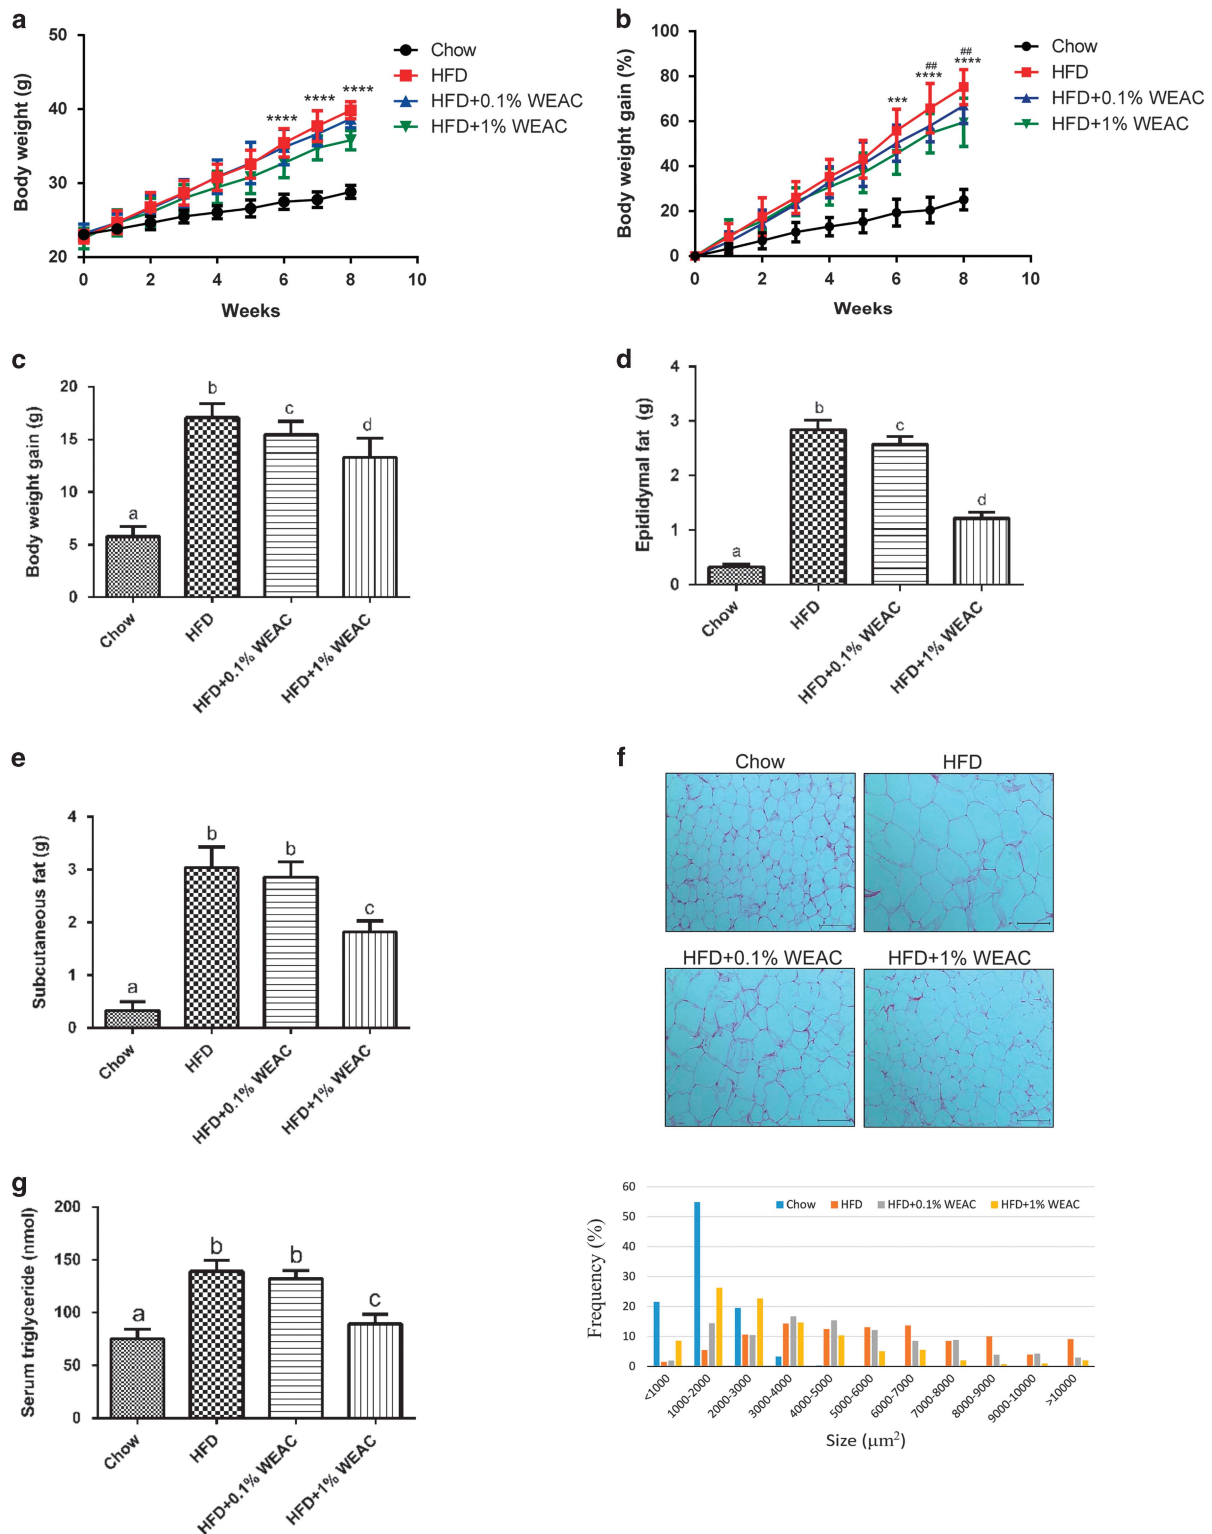 a
50
40
30
20
0
2
4
6
8
10
Body weight (g)
Weeks
Chow
HFD
HFD+0.1% WEAC
HFD+1% WEAC
****
****
****
b
100
80
60
40
20
0
0
2
4
6
8
10
Body weight gain (%)
Weeks
Chow
HFD
HFD+0.1% WEAC
HFD+1% WEAC
***
##
****
##
****
c
20
15
10
5
0
Body weight gain (g)
a
b
c
d
Chow
HFD
HFD+0.1% WEAC
HFD+1% WEAC
d
4
3
2
1
0
Epididymal fat (g)
a
b
c
d
Chow
HFD
HFD+0.1% WEAC
HFD+1% WEAC
e
4
3
2
1
0
Subcutaneous fat (g)
a
b
b
c
Chow
HFD
HFD+0.1% WEAC
HFD+1% WEAC
f
Chow
HFD
HFD+0.1% WEAC
HFD+1% WEAC
60
50
40
30
20
10
0
Frequency (%)
Chow
HFD
HFD+0.1% WEAC
HFD+1% WEAC
<1000
1000-2000
2000-3000
3000-4000
4000-5000
5000-6000
6000-7000
7000-8000
8000-9000
9000-10000
>10000
Size (μm²)
g
200
150
100
50
0
Serum triglyceride (nmol)
a
b
b
c
Chow
HFD
HFD+0.1% WEAC
HFD+1% WEAC